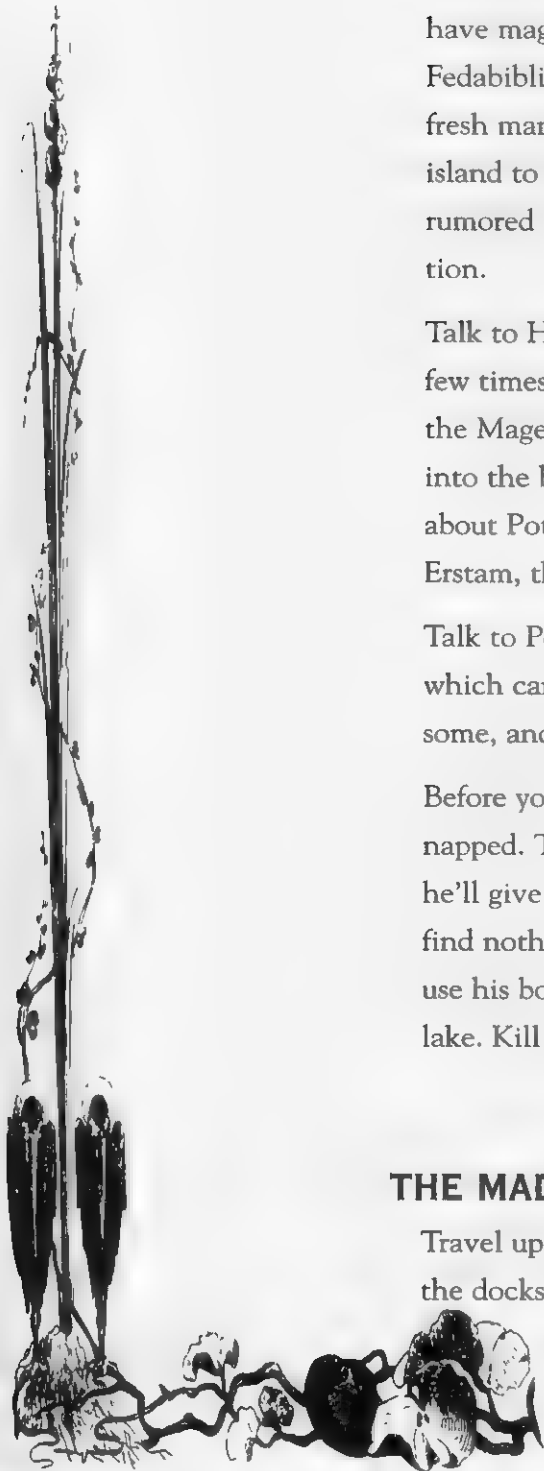 have mag
Fedabibli
fresh ma
island to
rumored
tion.
Talk to H
few times
the Mage
into the b
about Pot
Erstam, th
Talk to P
which ca
some, and
Before yo
napped. T
he'll give
find noth
use his bo
lake. Kill
THE MAD
Travel up
the docks